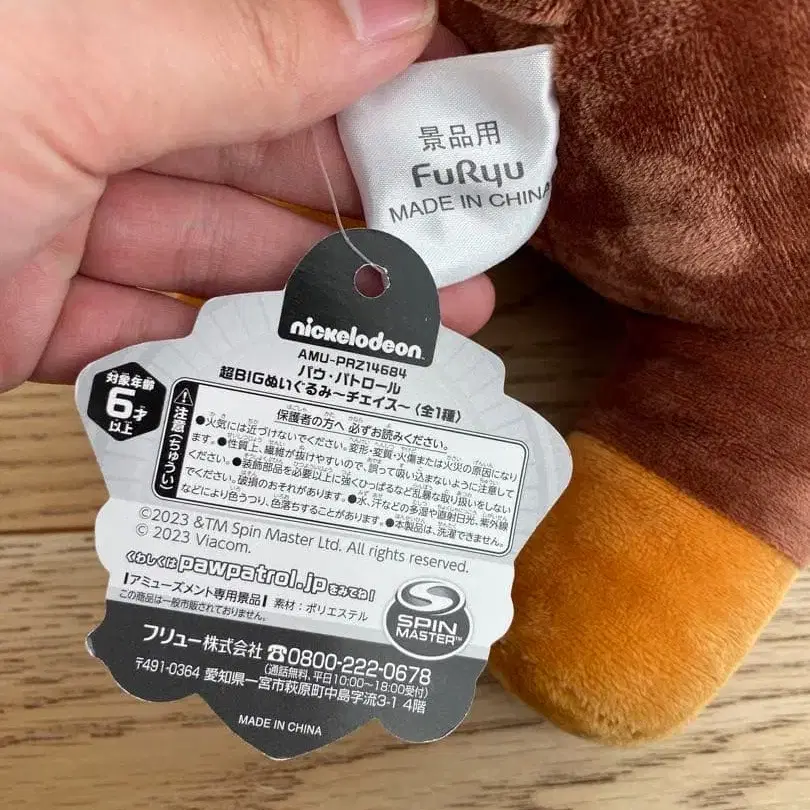 景品用
FuRyu
MADE IN CHINA
nickelodeon
AMU-PRZ14684
パウ・パトロール
超BIGぬいぐるみ～チェイス～〈全1種〉
対象年齢
6才
以上
注意(ちゅうい)
保護者の方へ 必ずお読みください。
●火気には近づけないでください。変形・変質・火傷または火災の原因になり
ます。●性質上、繊維が抜けやすいので、誤って吸い込まないように注意して
ください。●装飾部品を必要以上に強くひっぱるなど乱暴な取り扱いをしない
でください。破損のおそれがあります。●水、汗などの多湿や直射日光、紫外線
などにより色うつり、色落ちすることがあります。●本製品は、洗濯できません。
©2023 &TM Spin Master Ltd. All rights reserved.
© 2023 Viacom.
くわしくは pawpatrol.jp をみてね!
アミューズメント専用景品 素材:ポリエステル
この商品は一般市販されておりません。
SPIN
MASTER™
フリュー株式会社 ☎0800-222-0678
(通話無料、平日10:00～18:00受付)
〒491-0364 愛知県一宮市萩原町中島字流3-1 4階
MADE IN CHINA